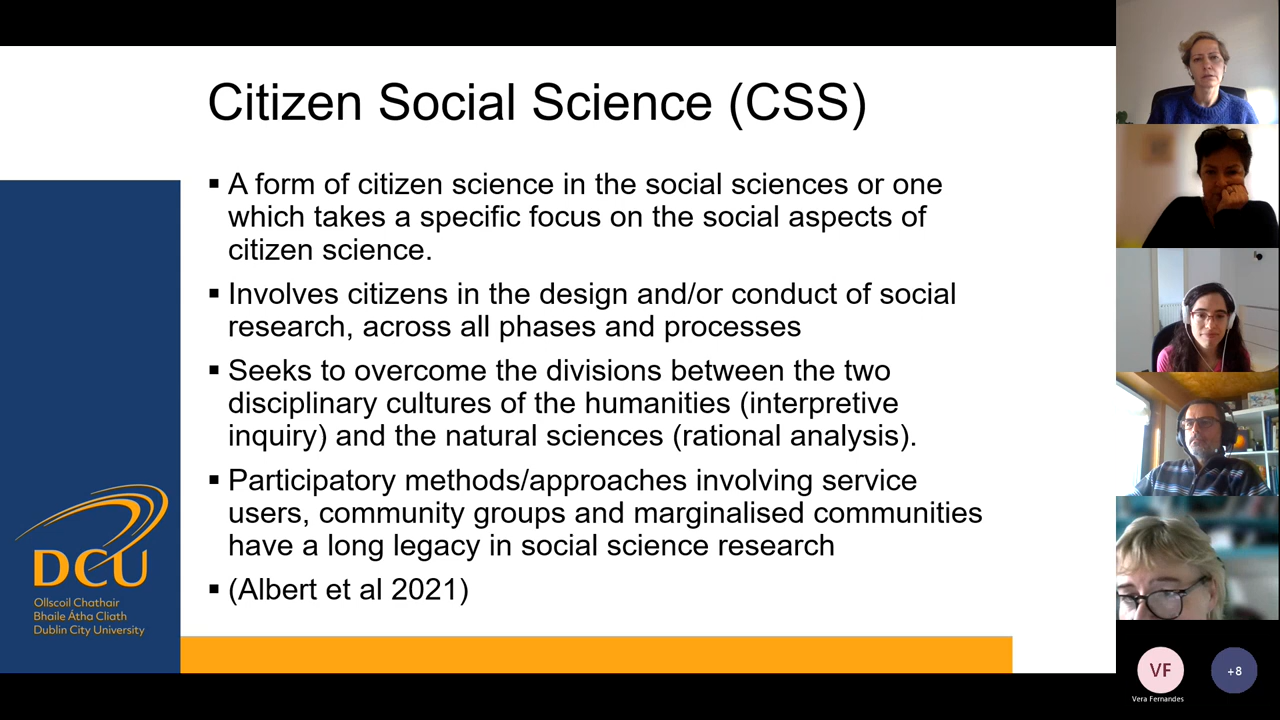 Citizen Social Science (CSS)
▪ A form of citizen science in the social sciences or one
which takes a specific focus on the social aspects of
citizen science.
▪ Involves citizens in the design and/or conduct of social
research, across all phases and processes
▪ Seeks to overcome the divisions between the two
disciplinary cultures of the humanities (interpretive
inquiry) and the natural sciences (rational analysis).
▪ Participatory methods/approaches involving service
users, community groups and marginalised communities
have a long legacy in social science research
▪ (Albert et al 2021)
DCU
Ollscoil Chathair
Bhaile Átha Cliath
Dublin City University
VF
Vera Fernandes
+8